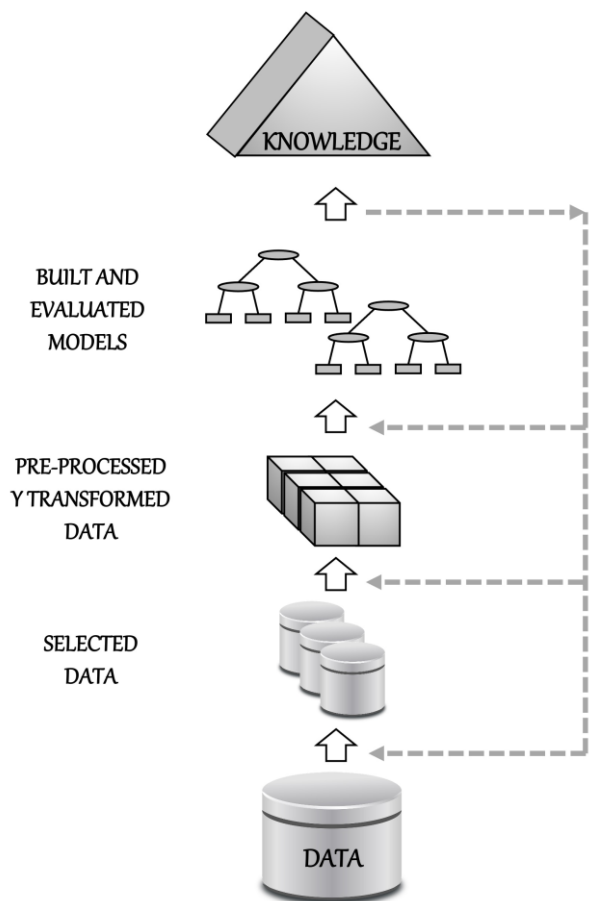 KNOWLEDGE
BUILT AND
EVALUATED
MODELS
PRE-PROCESSED
Y TRANSFORMED
DATA
SELECTED
DATA
DATA